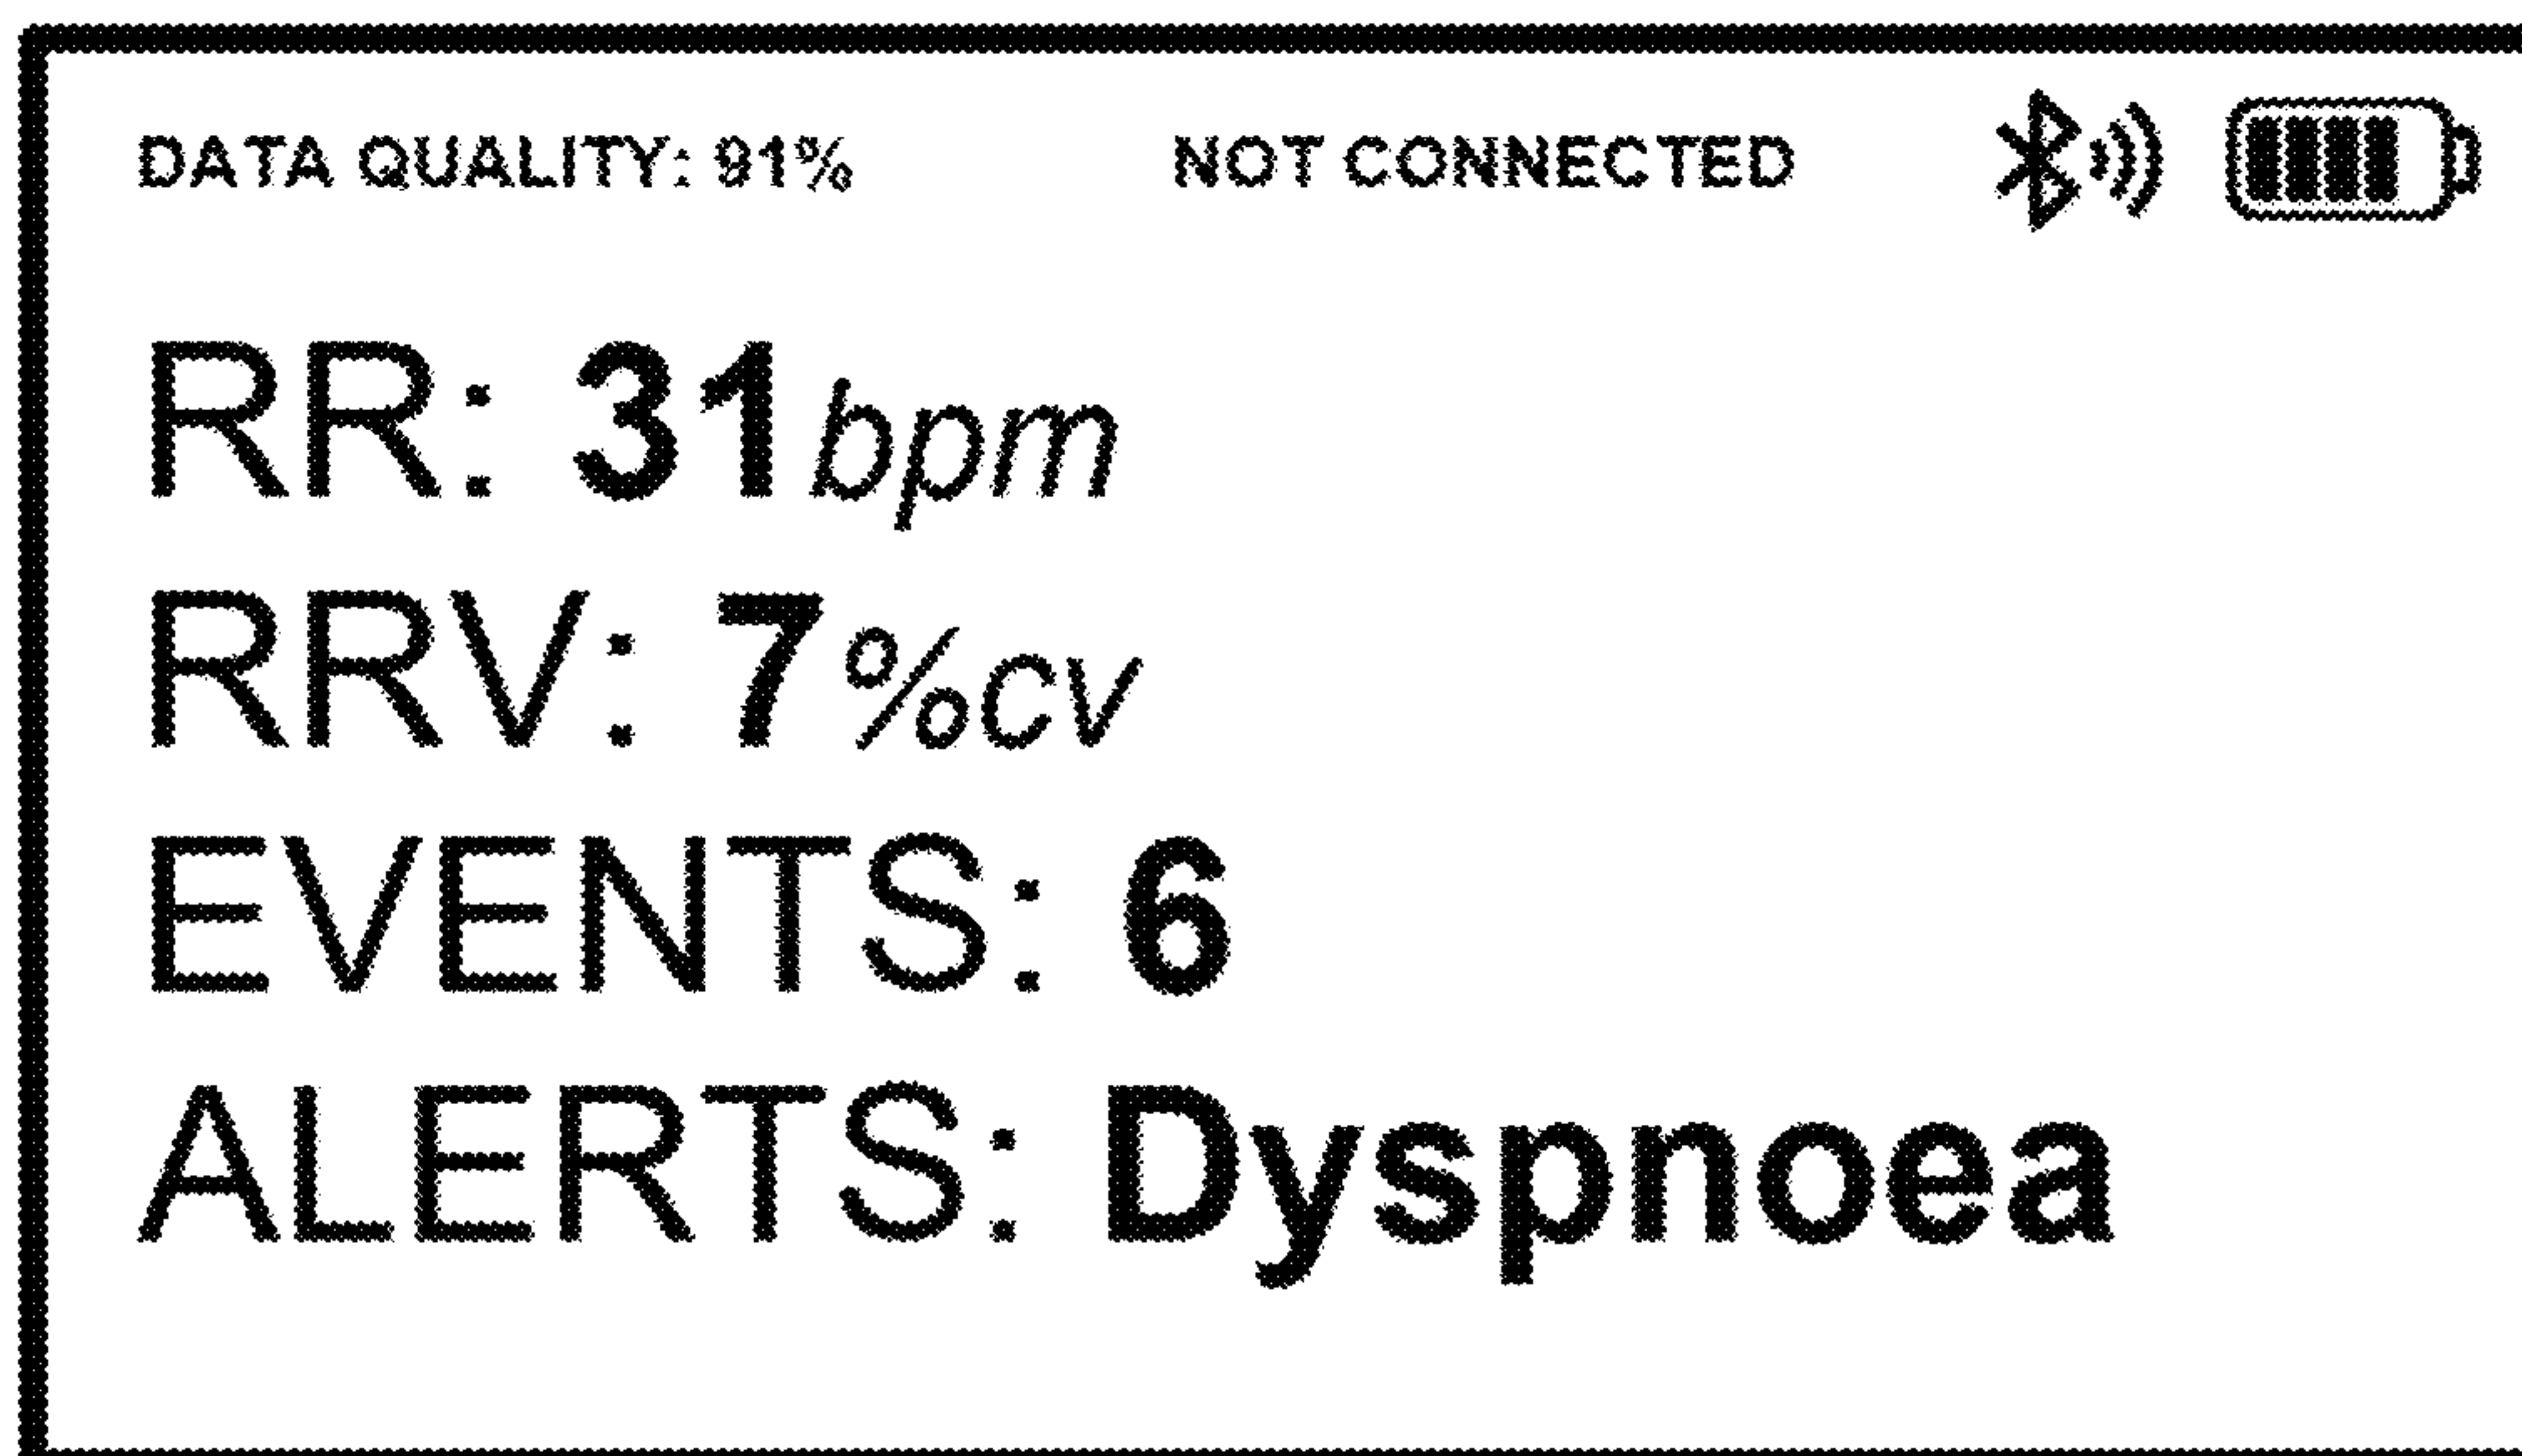 DATA QUALITY: 91% NOT CONNECTED
RR: 31bpm
RRV: 7%cv
EVENTS: 6
ALERTS: Dyspnoea